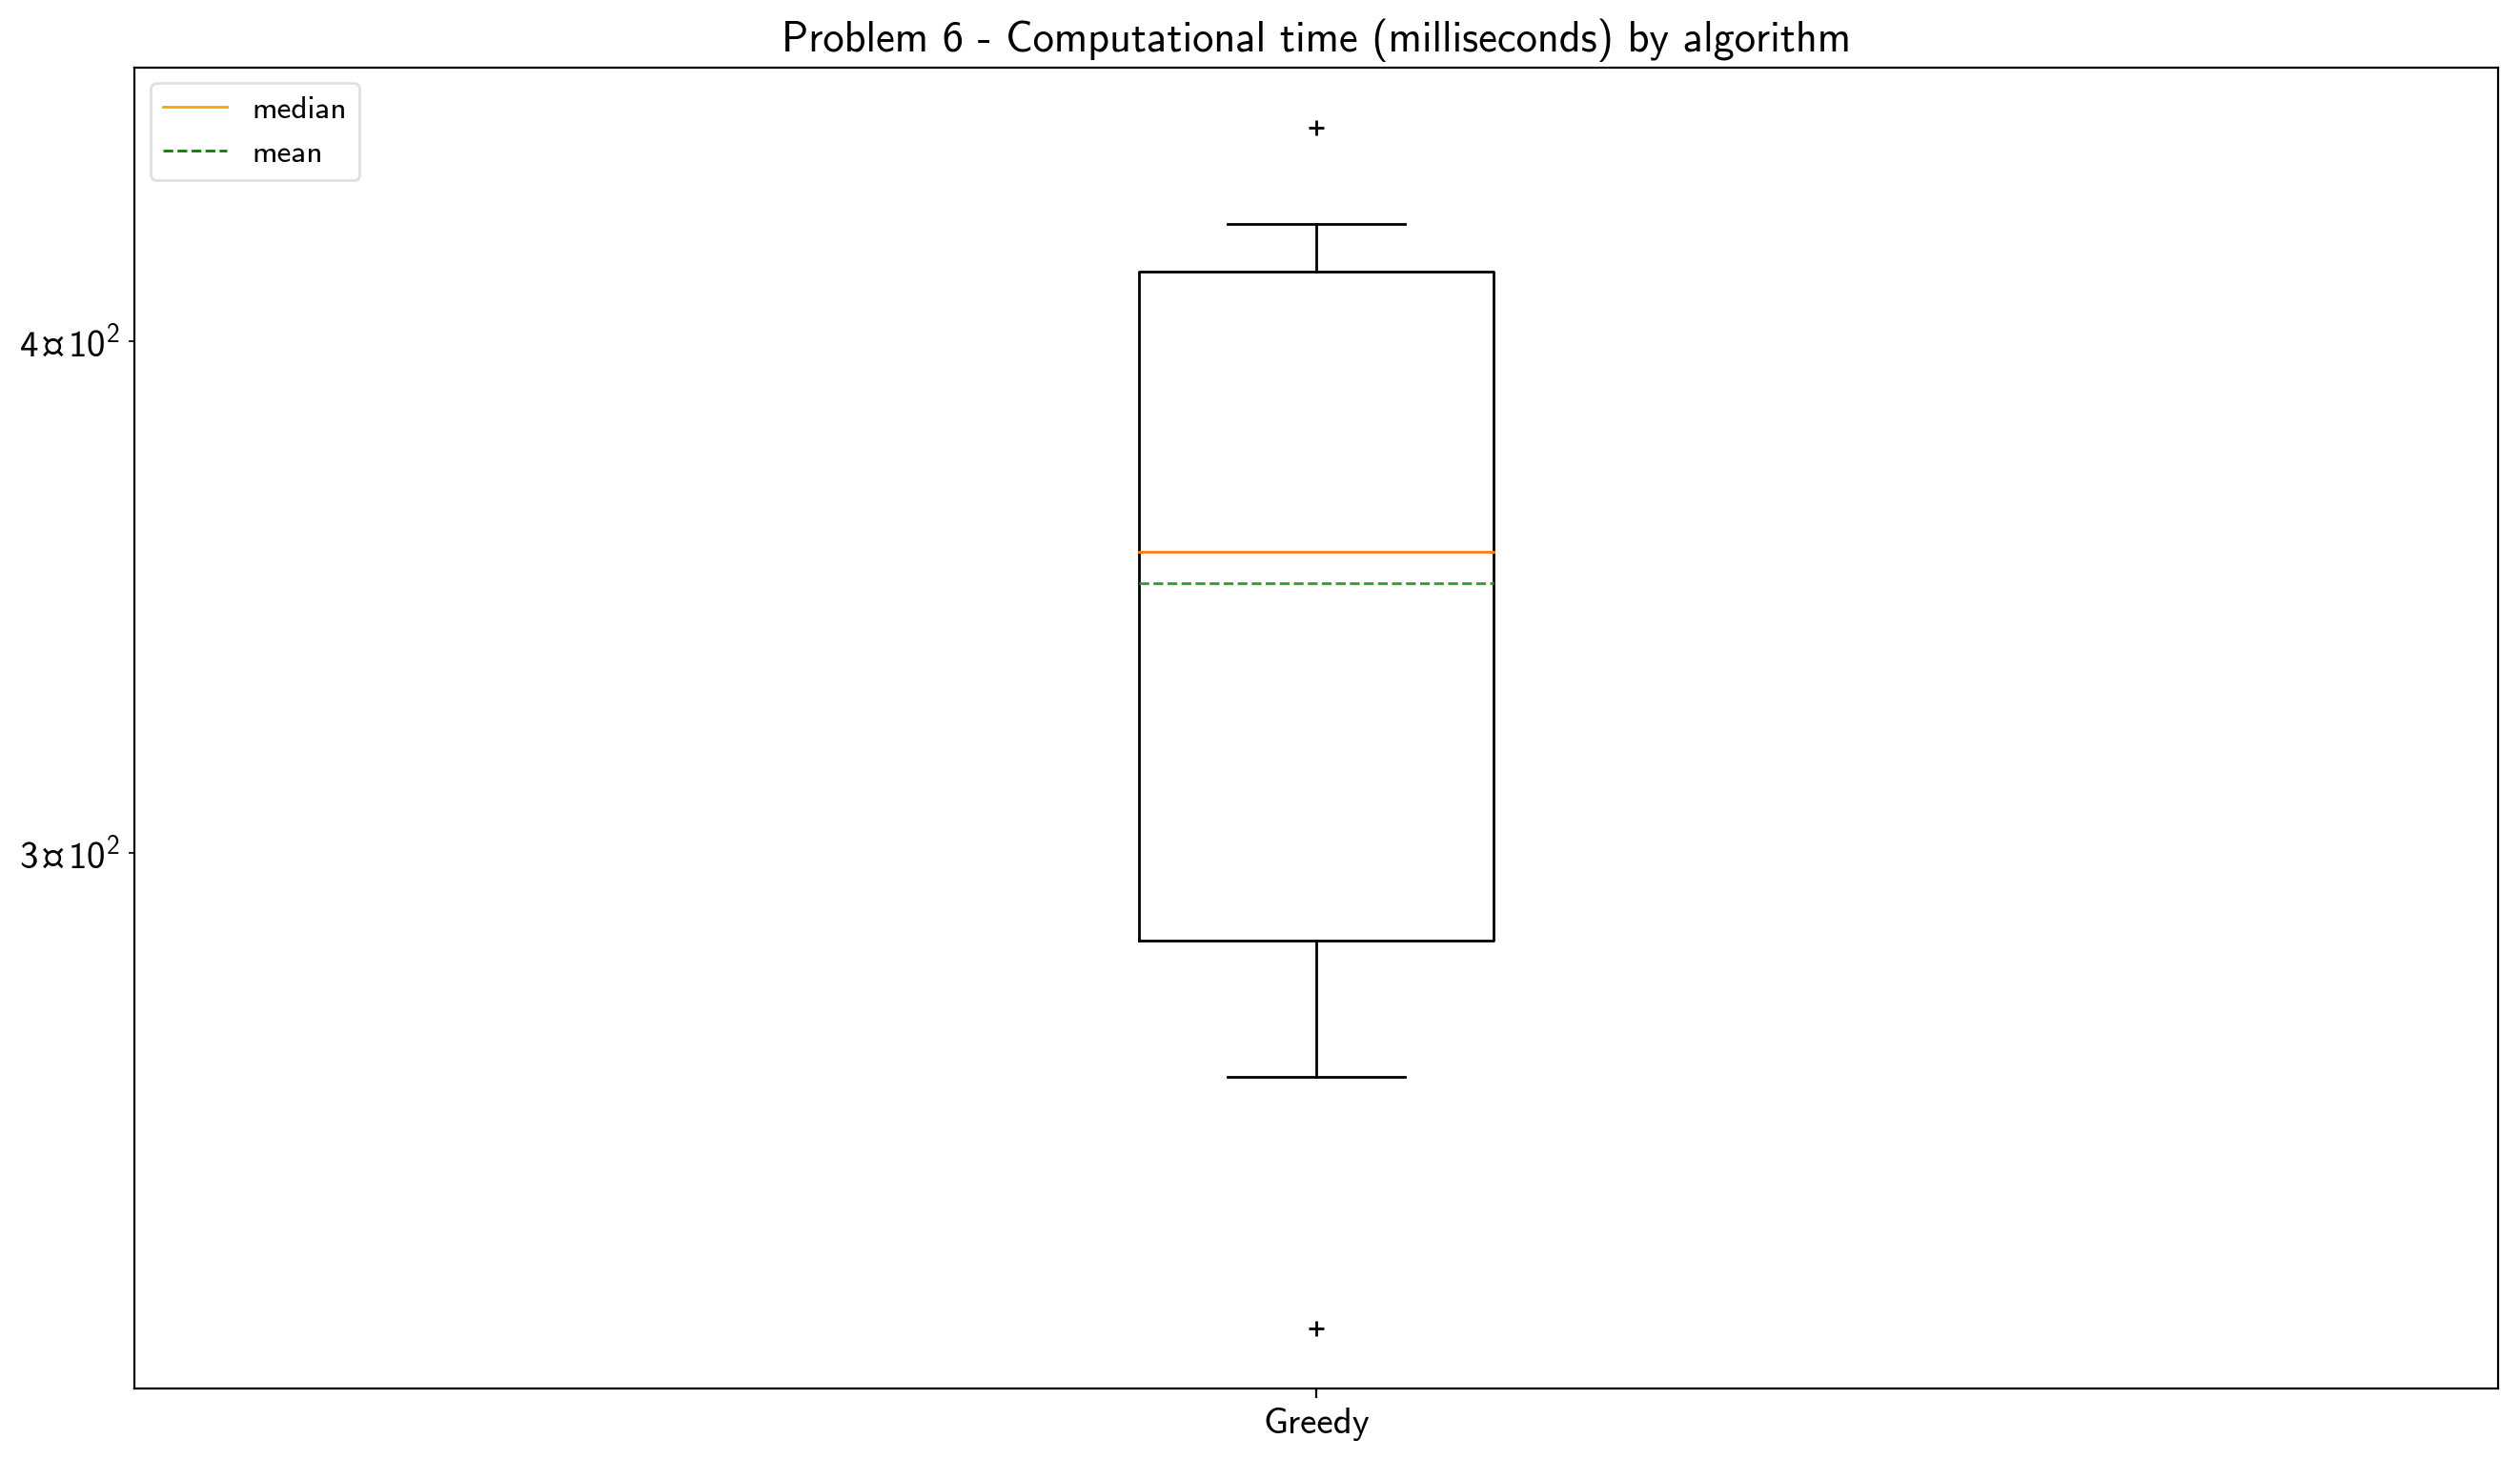 Problem 6 - Computational time (milliseconds) by algorithm
median
mean
4¤10²
3¤10²
Greedy